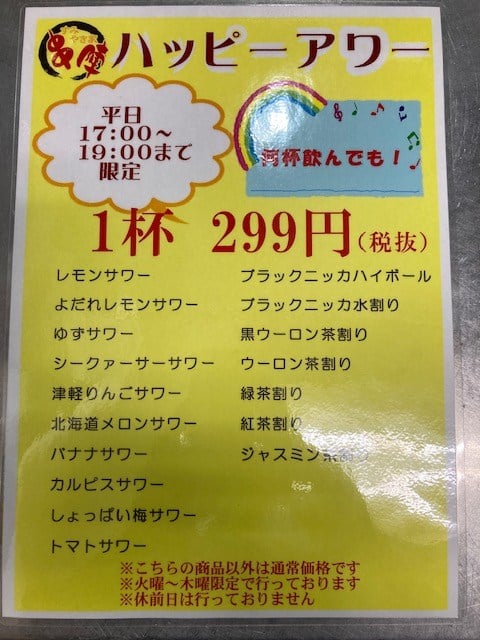 ハッピーアワー
平日
17:00～
19:00まで
限定
何杯飲んでも！
1杯 299円(税抜)
レモンサワー
よだれレモンサワー
ゆずサワー
シークァーサーサワー
津軽りんごサワー
北海道メロンサワー
バナナサワー
カルピスサワー
しょっぱい梅サワー
トマトサワー
ブラックニッカハイボール
ブラックニッカ水割り
黒ウーロン茶割り
ウーロン茶割り
緑茶割り
紅茶割り
ジャスミン茶割り
※こちらの商品以外は通常価格です
※火曜～木曜限定で行っております
※休前日は行っておりません